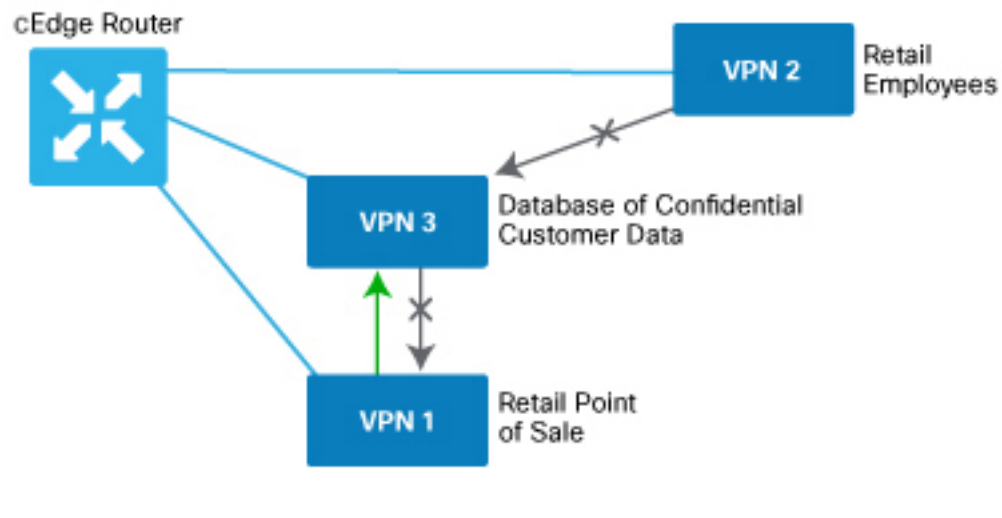 cEdge Router
VPN 2
Retail
Employees
VPN 3
Database of Confidential
Customer Data
VPN 1
Retail Point
of Sale